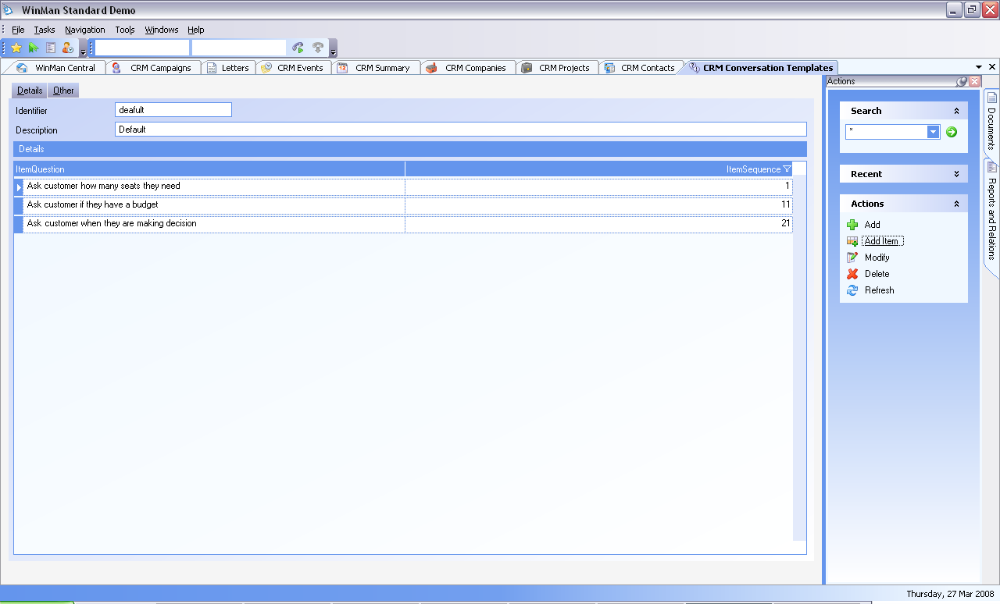 WinMan Standard Demo
File Tasks Navigation Tools Windows Help
WinMan Central CRM Campaigns Letters CRM Events CRM Summary CRM Companies CRM Projects CRM Contacts CRM Conversation Templates
Details Other
Identifier deafult
Description Default
Details
ItemQuestion ItemSequence
Ask customer how many seats they need 1
Ask customer if they have a budget 11
Ask customer when they are making decision 21
Actions
Search
*
Recent
Actions
Add
Add Item
Modify
Delete
Refresh
Documents
Reports and Relations
Thursday, 27 Mar 2008